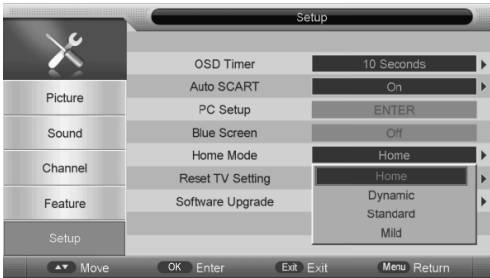 Setup
OSD Timer 10 Seconds
Auto SCART On
PC Setup ENTER
Blue Screen Off
Home Mode Home
Reset TV Setting Home
Software Upgrade Dynamic
Standard
Mild
Picture
Sound
Channel
Feature
Setup
Move OK Enter Exit Exit Menu Return